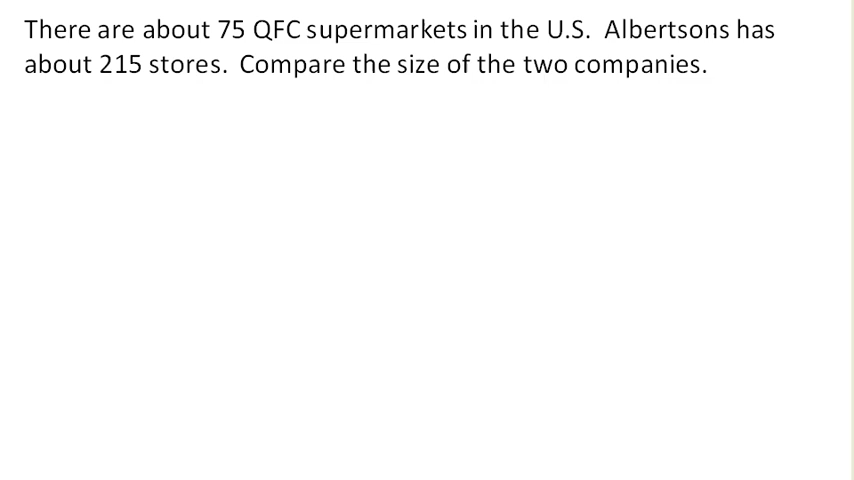 There are about 75 QFC supermarkets in the U.S.  Albertsons has
about 215 stores.  Compare the size of the two companies.